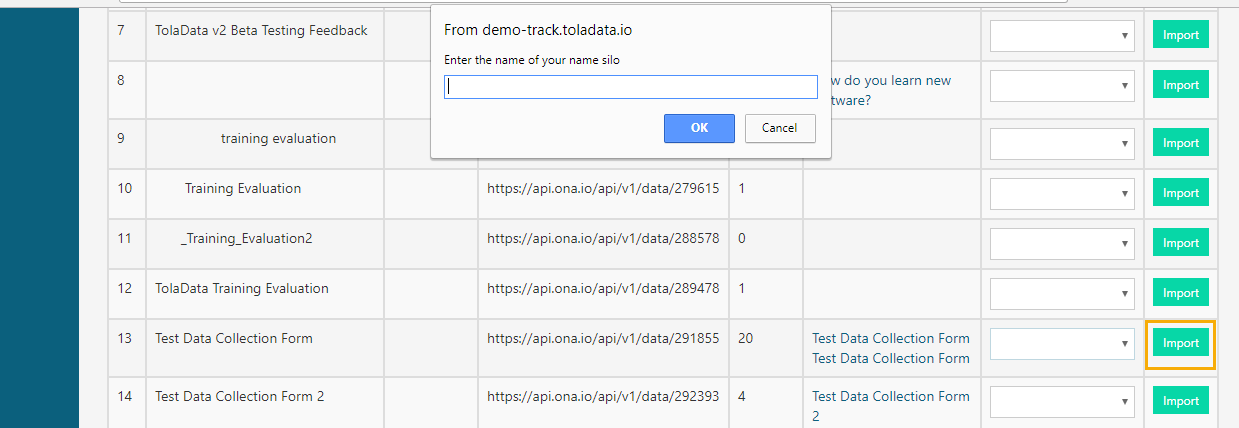 From demo-track.toladata.io
Enter the name of your name silo
OK Cancel
7 TolaData v2 Beta Testing Feedback Import
8 do you learn new Import
9 training evaluation Import
10 Training Evaluation https://api.ona.io/api/v1/data/279615 1 Import
11 _Training_Evaluation2 https://api.ona.io/api/v1/data/288578 0 Import
12 TolaData Training Evaluation https://api.ona.io/api/v1/data/289478 1 Import
13 Test Data Collection Form https://api.ona.io/api/v1/data/291855 20 Test Data Collection Form Import
Test Data Collection Form
14 Test Data Collection Form 2 https://api.ona.io/api/v1/data/292393 4 Test Data Collection Form Import
2